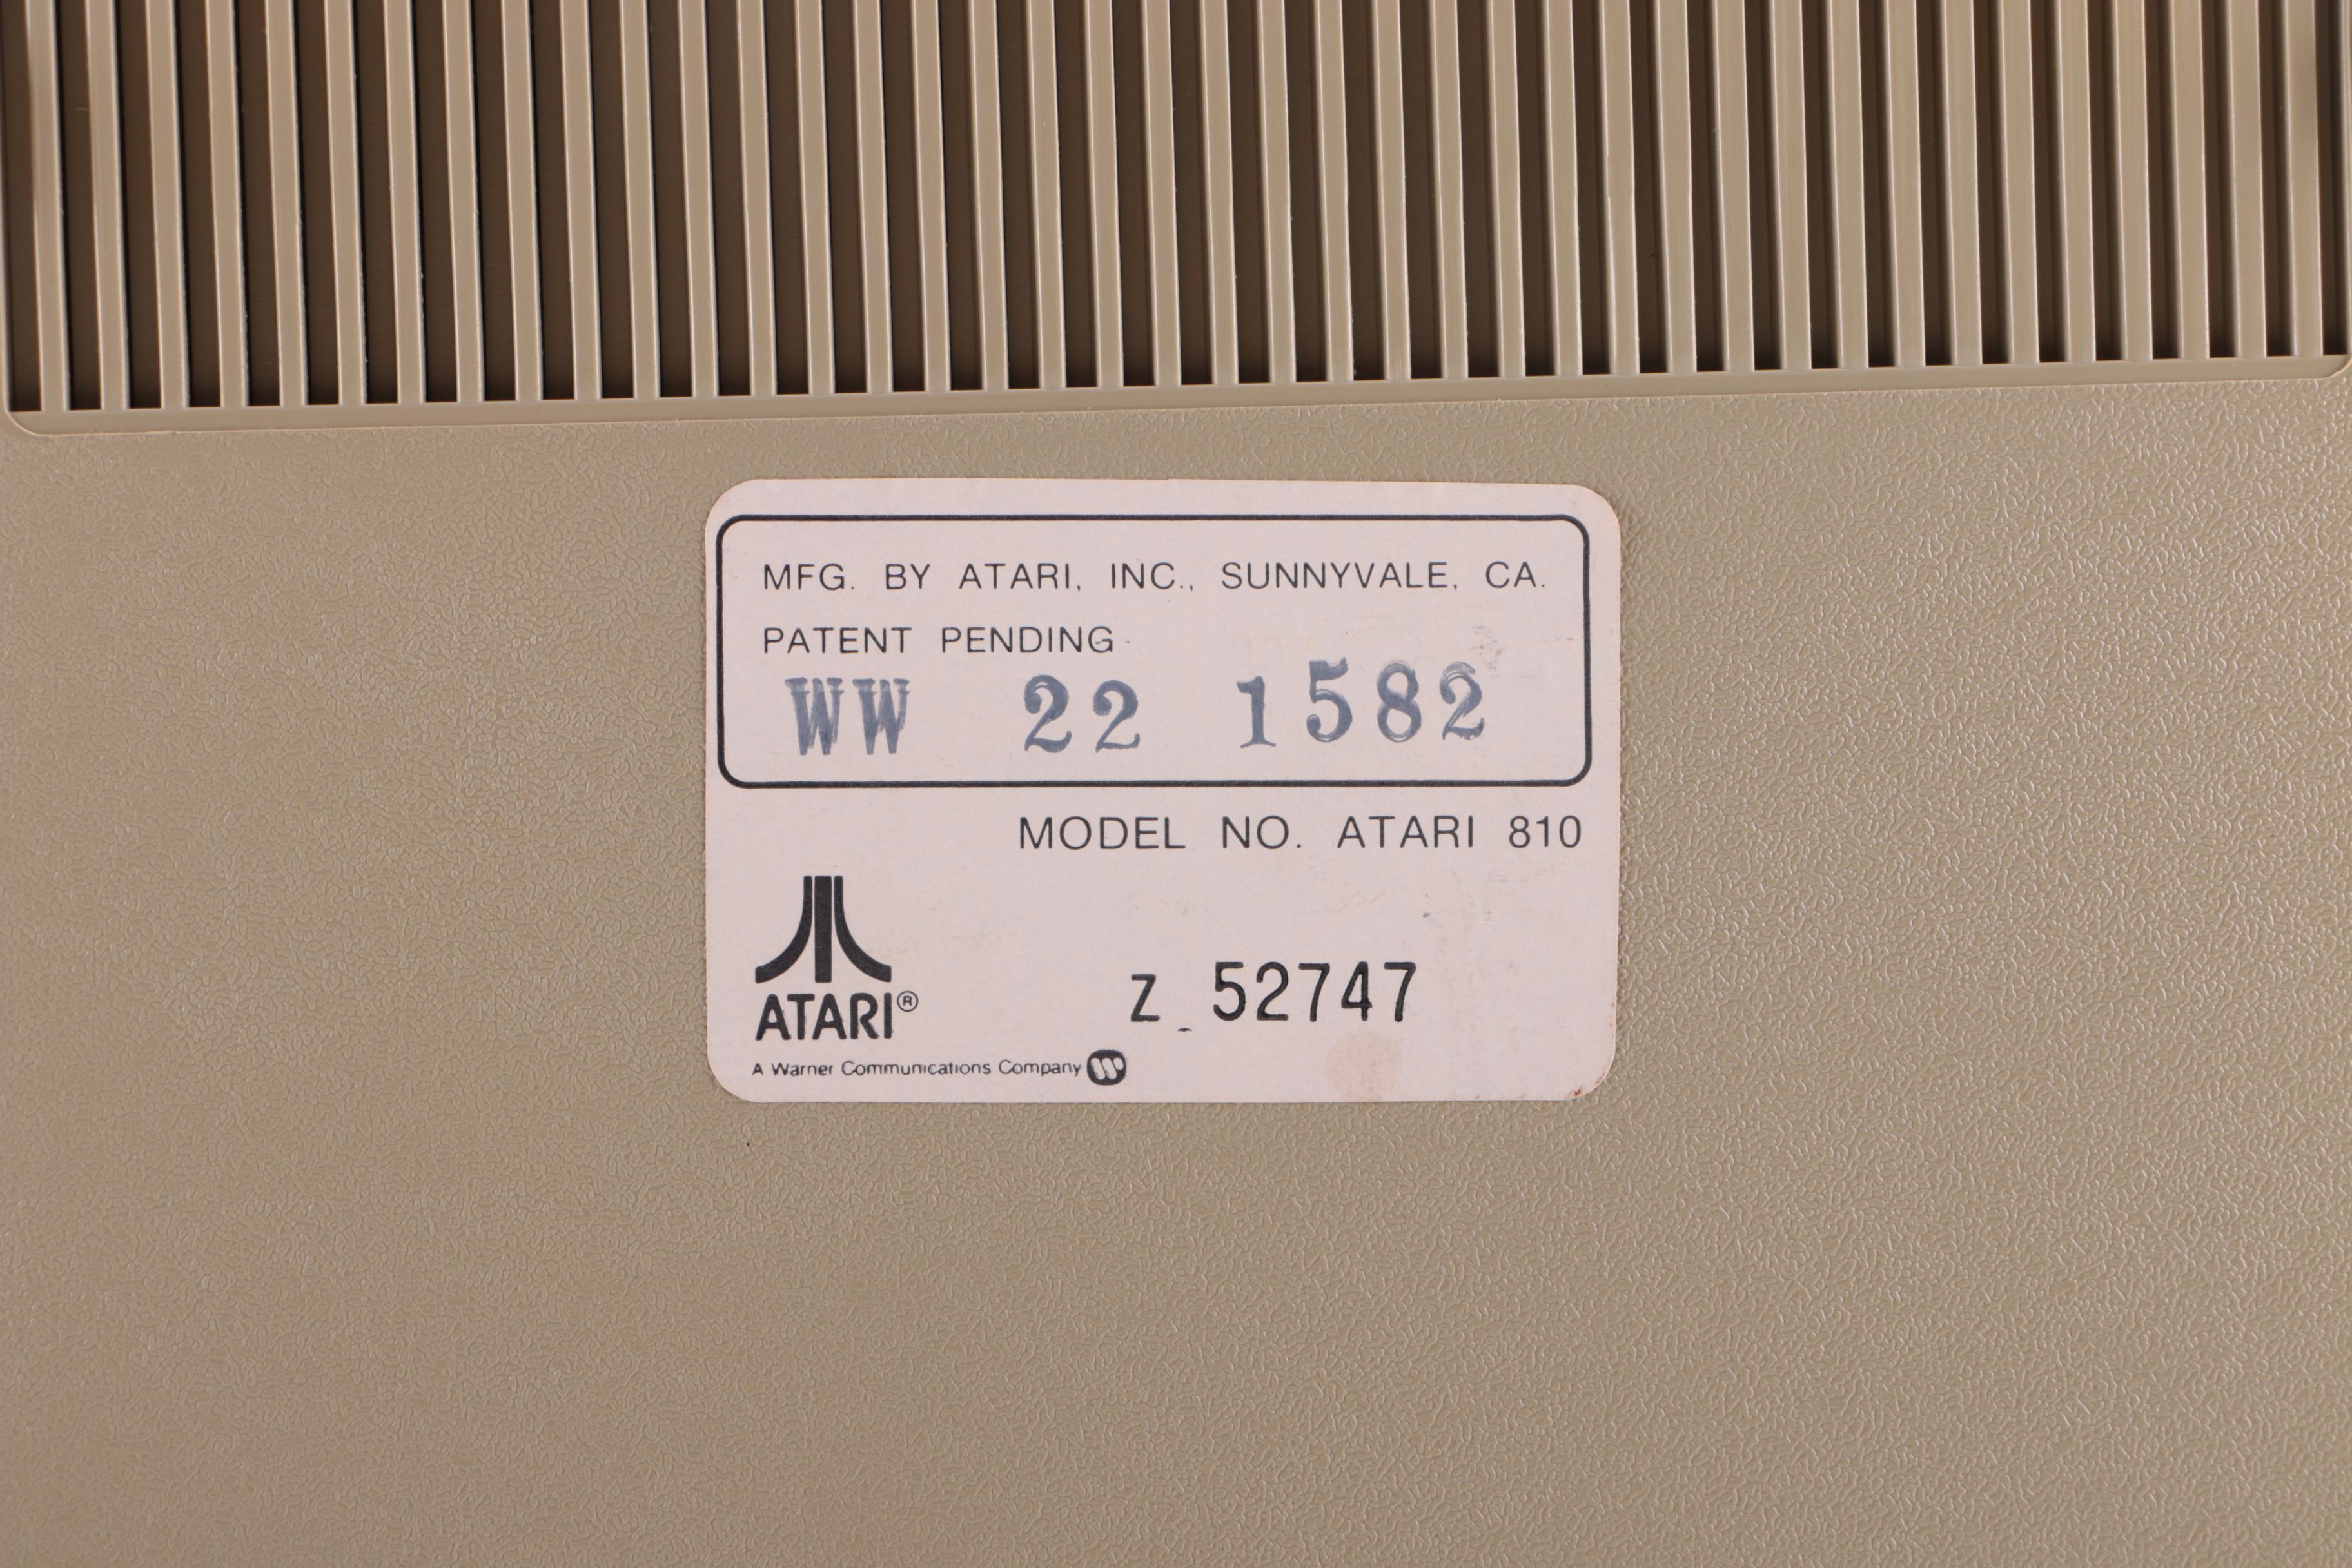 MFG. BY ATARI, INC., SUNNYVALE, CA.
PATENT PENDING
WW 22 1582
MODEL NO. ATARI 810
ATARI®
Z 52747
A Warner Communications Company